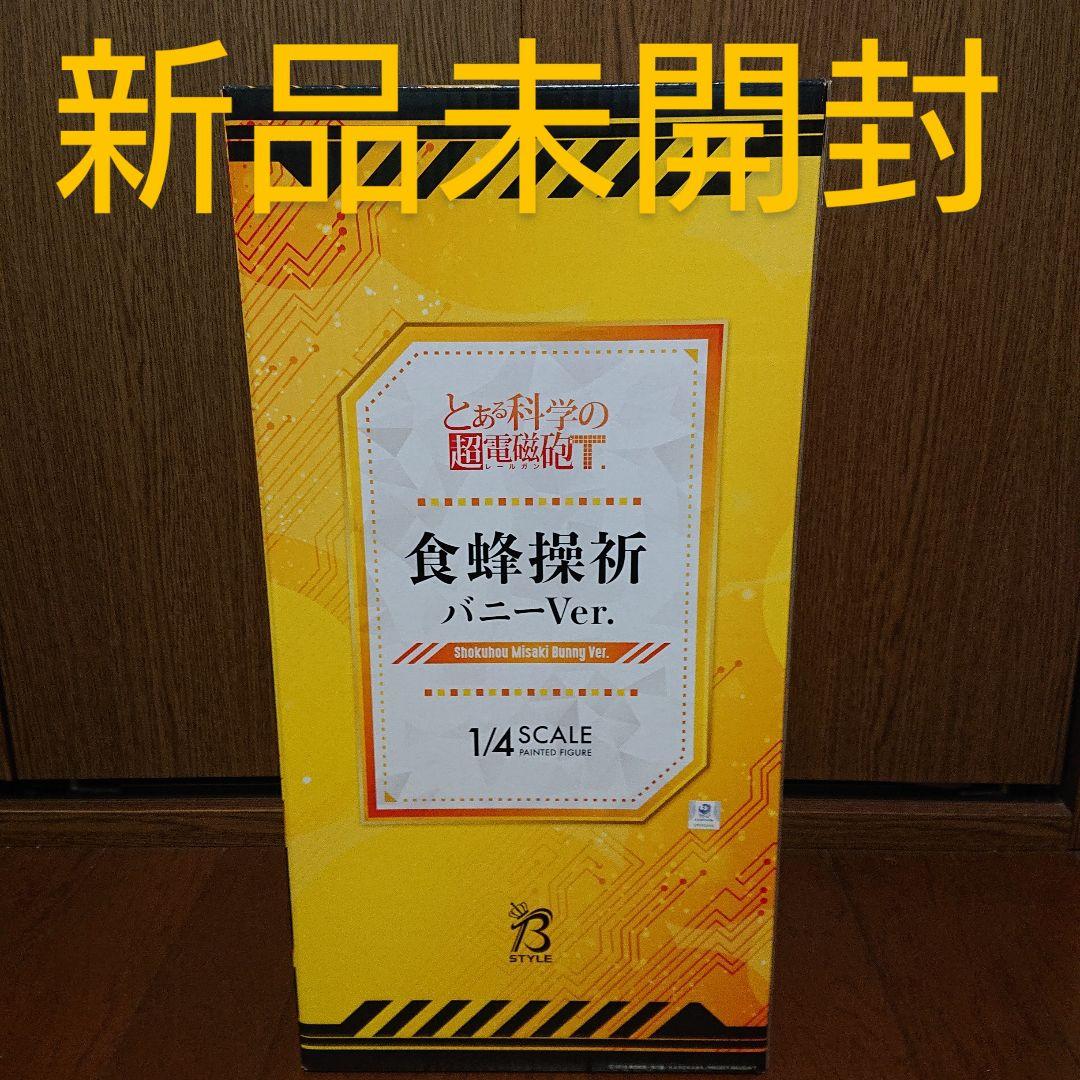 新品未開封
とある科学の
超電磁砲T.
レールガン
食蜂操祈
バニーVer.
Shokuhou Misaki Bunny Ver.
1/4 SCALE
PAINTED FIGURE
B
STYLE